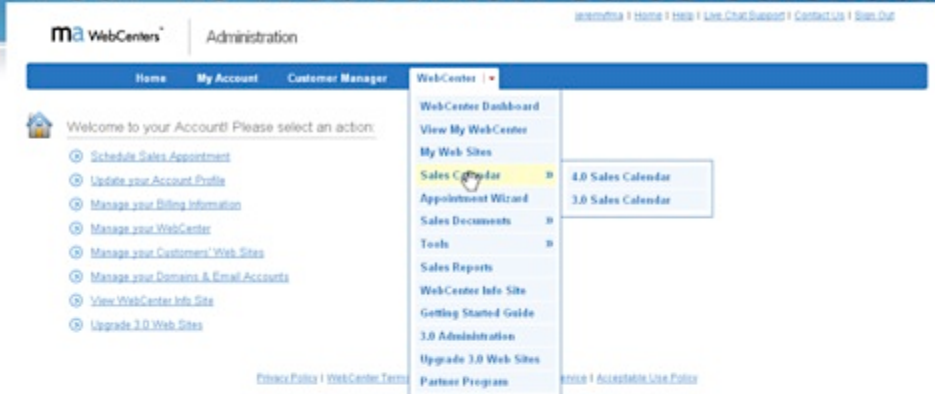 jeremyma | Home | Help | Live Chat Support | Contact Us | Sign Out
ma WebCenters™ Administration
Home My Account Customer Manager WebCenter
Welcome to your Account! Please select an action:
Schedule Sales Appointment
Update your Account Profile
Manage your Billing Information
Manage your WebCenter
Manage your Customers' Web Sites
Manage your Domains & Email Accounts
View WebCenter Info Site
Upgrade 3.0 Web Sites
WebCenter Dashboard
View My WebCenter
My Web Sites
Sales Calendar »
Appointment Wizard
Sales Documents »
Tools »
Sales Reports
WebCenter Info Site
Getting Started Guide
3.0 Administration
Upgrade 3.0 Web Sites
Partner Program
4.0 Sales Calendar
3.0 Sales Calendar
Privacy Policy | WebCenter Terms | Acceptable Use Policy